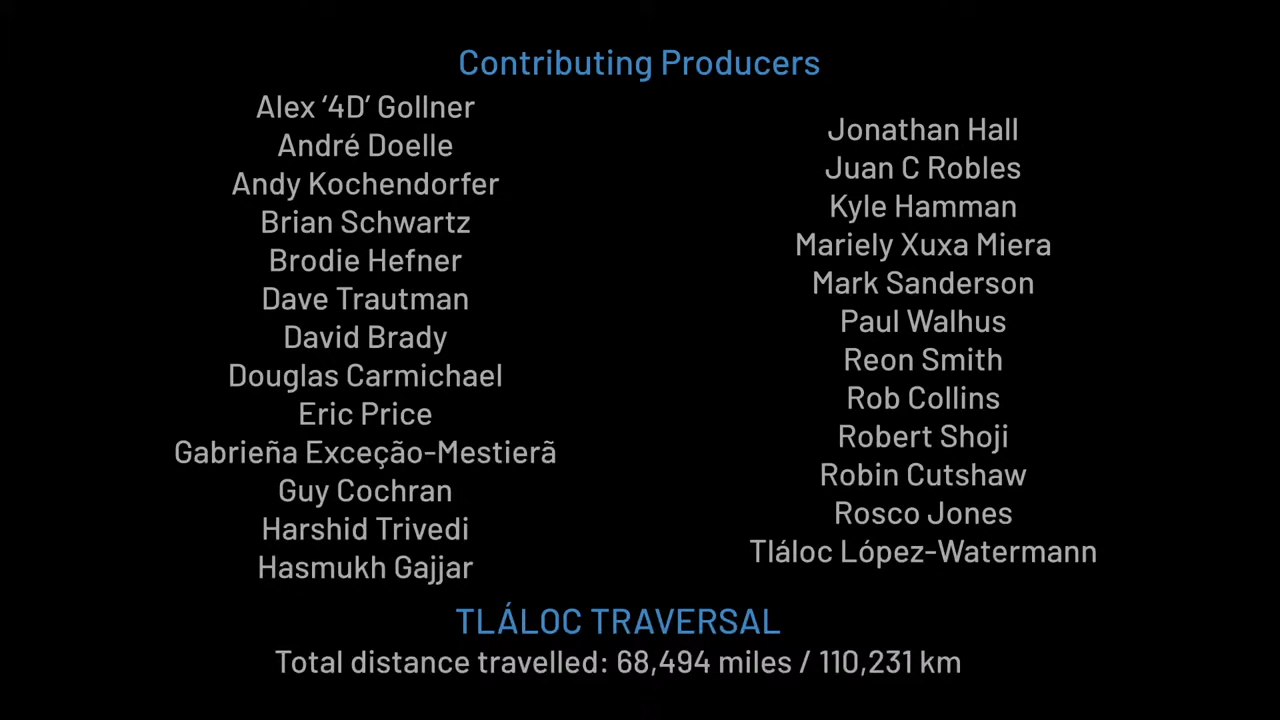 Contributing Producers
Alex ‘4D’ Gollner
André Doelle
Andy Kochendorfer
Brian Schwartz
Brodie Hefner
Dave Trautman
David Brady
Douglas Carmichael
Eric Price
Gabrieña Exceção-Mestierã
Guy Cochran
Harshid Trivedi
Hasmukh Gajjar
Jonathan Hall
Juan C Robles
Kyle Hamman
Mariely Xuxa Miera
Mark Sanderson
Paul Walhus
Reon Smith
Rob Collins
Robert Shoji
Robin Cutshaw
Rosco Jones
Tláloc López-Watermann
TLÁLOC TRAVERSAL
Total distance travelled: 68,494 miles / 110,231 km